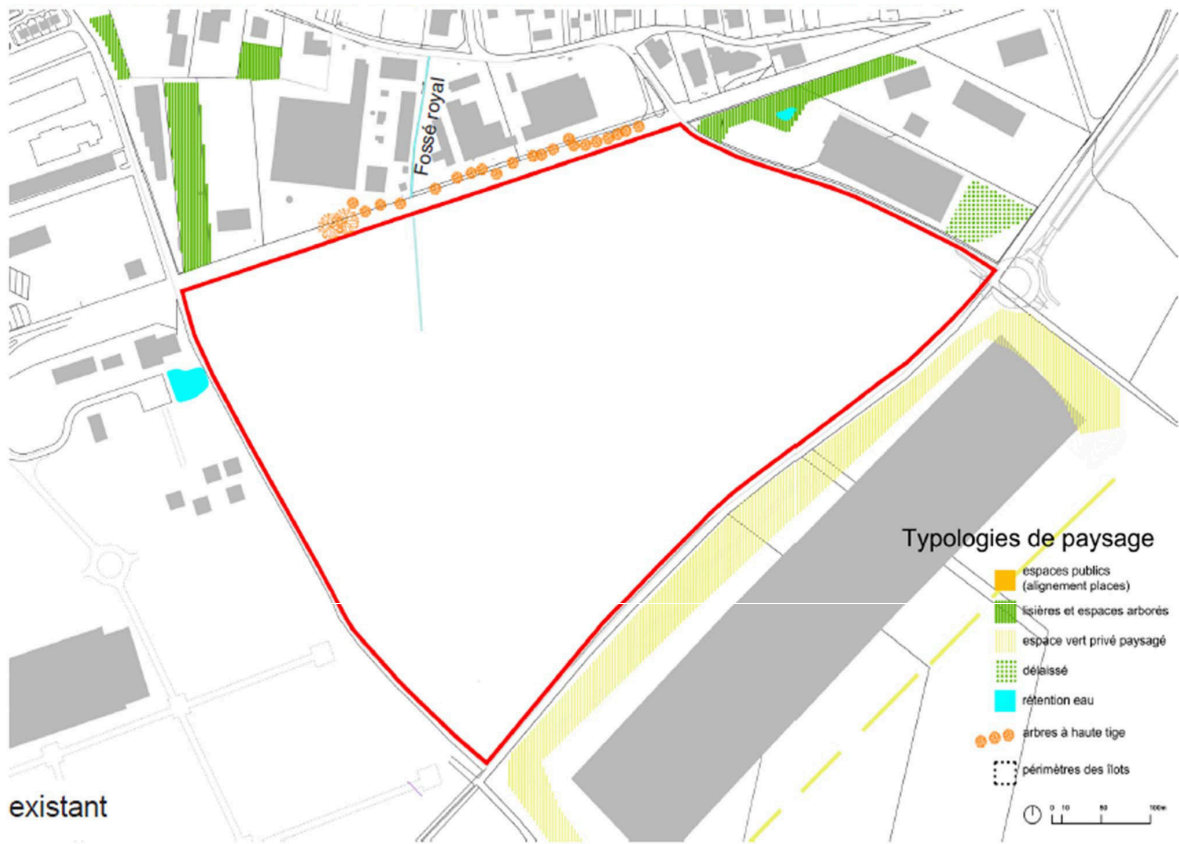 Fossé royal
Typologies de paysage
espaces publics
(alignement places)
lisières et espaces arborés
espace vert privé paysagé
délaissé
rétention eau
arbres à haute tige
périmètres des îlots
0 10 50 100m
existant